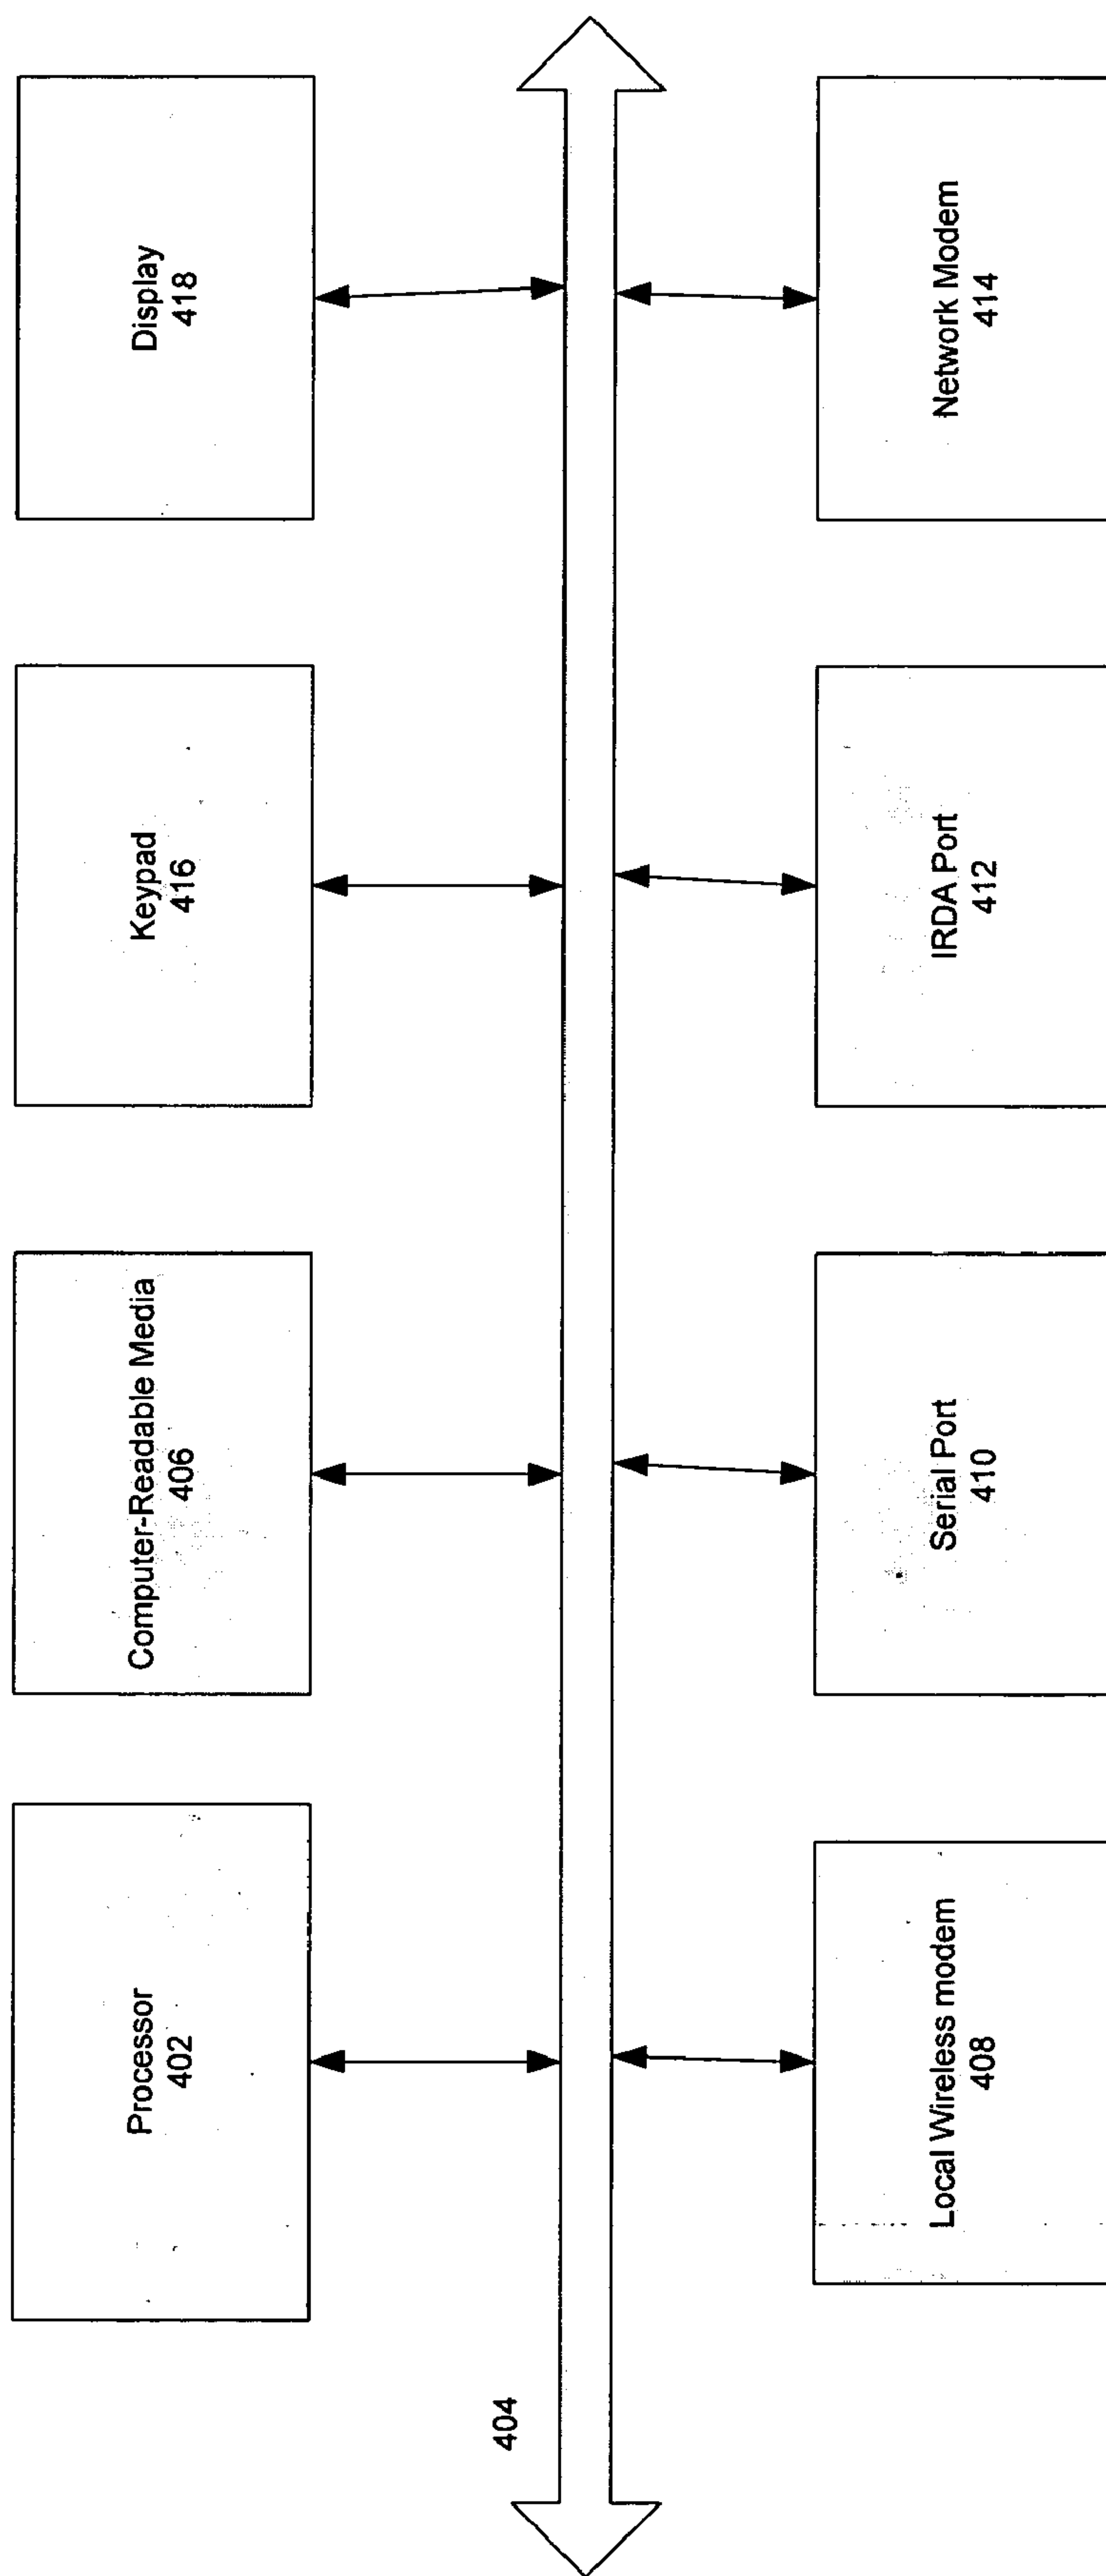 Processor
402
Computer-Readable Media
406
Keypad
416
Display
418
404
Local Wireless modem
408
Serial Port
410
IRDA Port
412
Network Modem
414